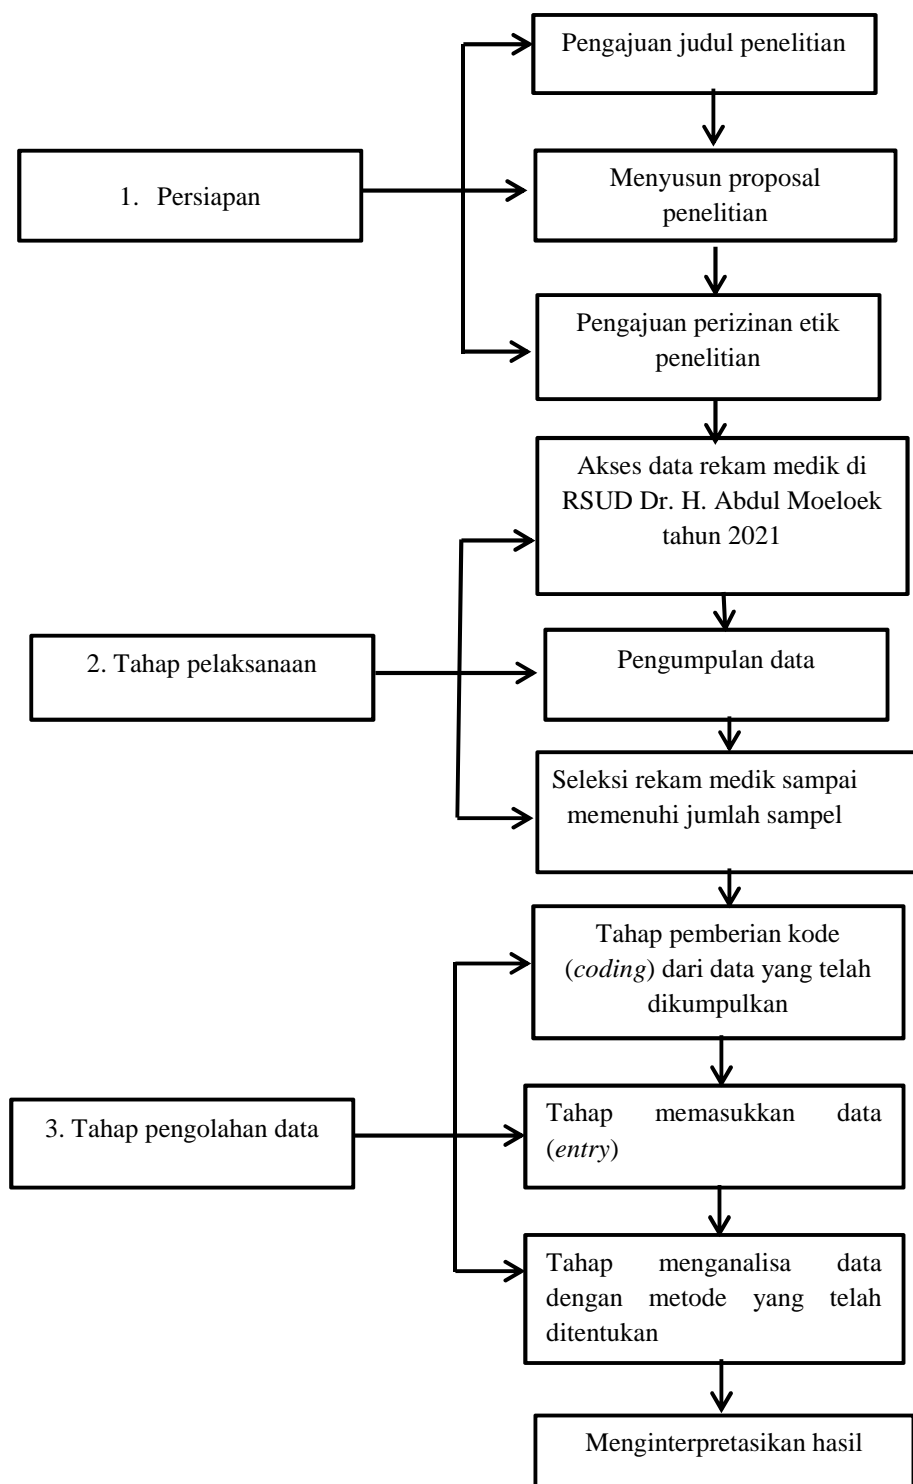 Pengajuan judul penelitian
1. Persiapan
Menyusun proposal
penelitian
Pengajuan perizinan etik
penelitian
Akses data rekam medik di
RSUD Dr. H. Abdul Moeloek
tahun 2021
2. Tahap pelaksanaan
Pengumpulan data
Seleksi rekam medik sampai
memenuhi jumlah sampel
Tahap pemberian kode
(coding) dari data yang telah
dikumpulkan
3. Tahap pengolahan data
Tahap memasukkan data
(entry)
Tahap menganalisa data
dengan metode yang telah
ditentukan
Menginterpretasikan hasil